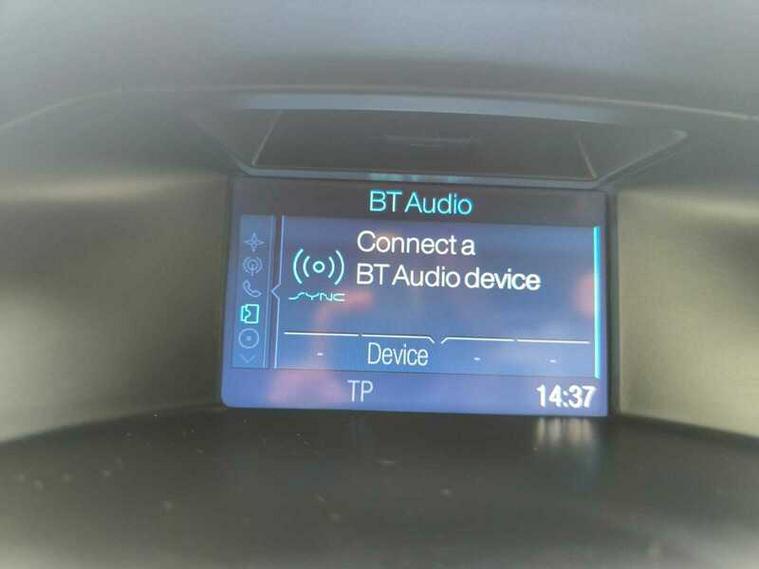 BT Audio
Connect a
BT Audio device
SYNC
- Device - -
TP 14:37